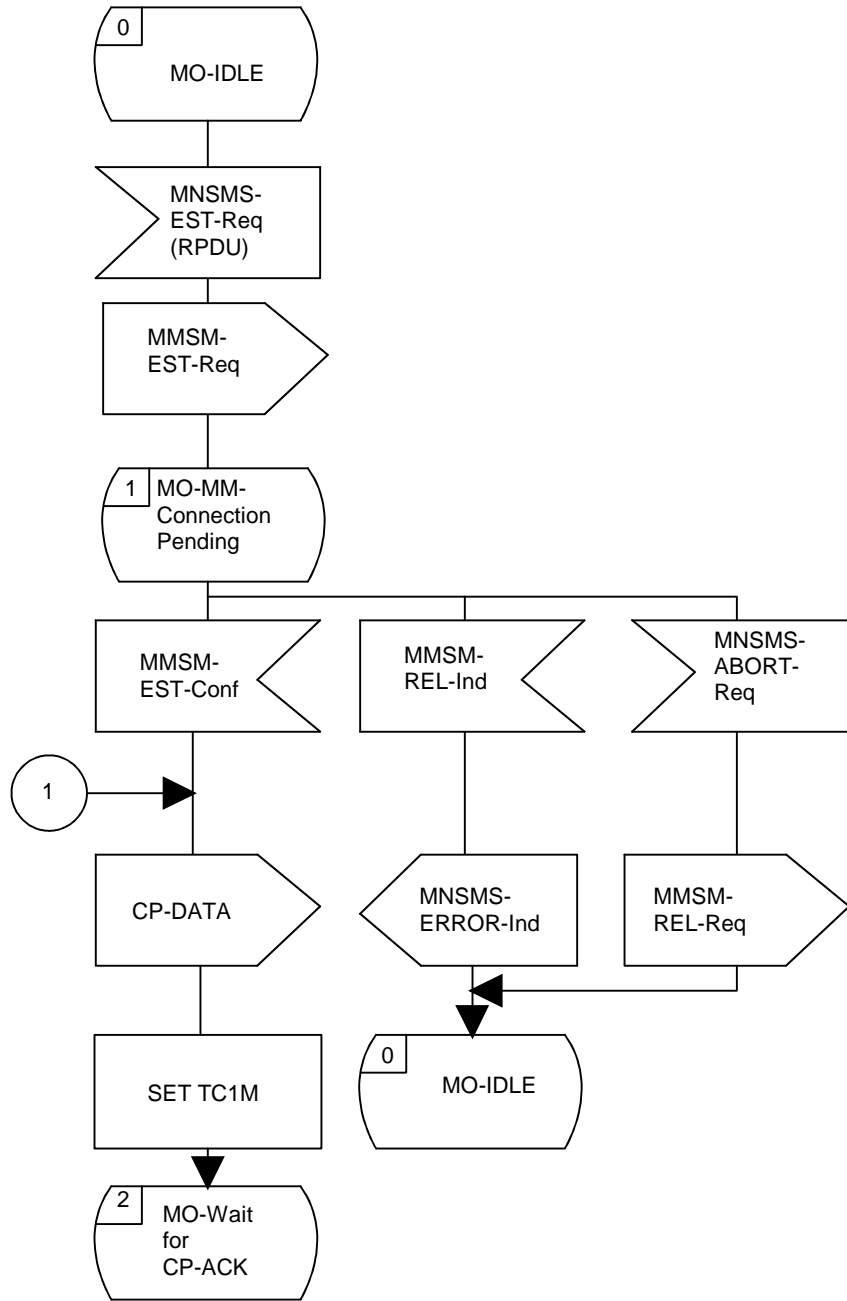 0
MO-IDLE
MNSMS-
EST-Req
(RPDU)
MMSM-
EST-Req
1
MO-MM-
Connection
Pending
MMSM-
EST-Conf
MMSM-
REL-Ind
MNSMS-
ABORT-
Req
1
CP-DATA
MNSMS-
ERROR-Ind
MMSM-
REL-Req
SET TC1M
0
MO-IDLE
2
MO-Wait
for
CP-ACK